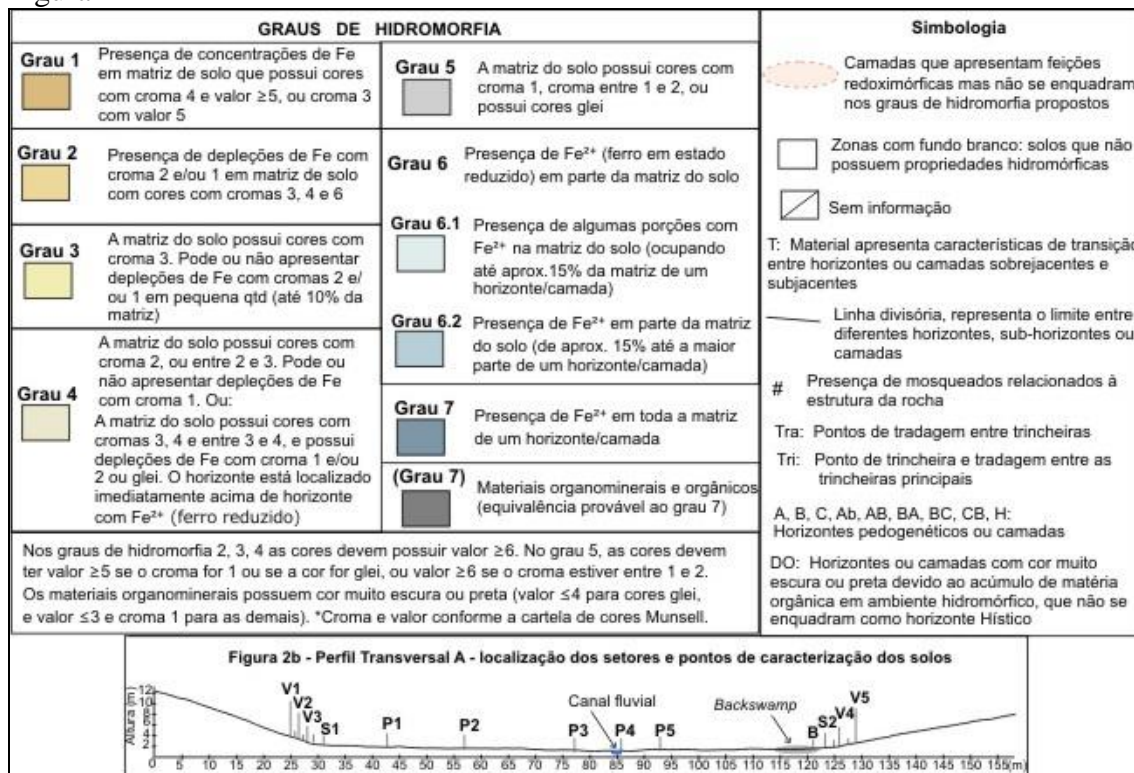 GRAUS DE HIDROMORFIA
Grau 1
Presença de concentrações de Fe
em matriz de solo que possui cores
com croma 4 e valor ≥5, ou croma 3
com valor 5
Grau 2
Presença de depleções de Fe com
croma 2 e/ou 1 em matriz de solo
com cores com cromas 3, 4 e 6
Grau 3
A matriz do solo possui cores com
croma 3. Pode ou não apresentar
depleções de Fe com cromas 2 e/
ou 1 em pequena qtd (até 10% da
matriz)
Grau 4
A matriz do solo possui cores com
croma 2, ou entre 2 e 3. Pode ou
não apresentar depleções de Fe
com croma 1. Ou:
A matriz do solo possui cores com
cromas 3, 4 e entre 3 e 4, e possui
depleções de Fe com croma 1 e/ou
2 ou glei. O horizonte está localizado
imediatamente acima de horizonte
com Fe²⁺ (ferro reduzido)
Grau 5
A matriz do solo possui cores com
croma 1, croma entre 1 e 2, ou
possui cores glei
Grau 6
Presença de Fe²⁺ (ferro em estado
reduzido) em parte da matriz do solo
Grau 6.1
Presença de algumas porções com
Fe²⁺ na matriz do solo (ocupando
até aprox.15% da matriz de um
horizonte/camada)
Grau 6.2
Presença de Fe²⁺ em parte da matriz
do solo (de aprox. 15% até a maior
parte de um horizonte/camada)
Grau 7
Presença de Fe²⁺ em toda a matriz
de um horizonte/camada
(Grau 7)
Materiais organominerais e orgânicos
(equivalência provável ao grau 7)
Nos graus de hidromorfia 2, 3, 4 as cores devem possuir valor ≥6. No grau 5, as cores devem
ter valor ≥5 se o croma for 1 ou se a cor for glei, ou valor ≥6 se o croma estiver entre 1 e 2.
Os materiais organominerais possuem cor muito escura ou preta (valor ≤4 para cores glei,
e valor ≤3 e croma 1 para as demais). *Croma e valor conforme a cartela de cores Munsell.
Simbologia
Camadas que apresentam feições
redoximórficas mas não se enquadram
nos graus de hidromorfia propostos
Zonas com fundo branco: solos que não
possuem propriedades hidromórficas
Sem informação
T: Material apresenta características de transição
entre horizontes ou camadas sobrejacentes e
subjacentes
Linha divisória, representa o limite entre
diferentes horizontes, sub-horizontes ou
camadas
# Presença de mosqueados relacionados à
estrutura da rocha
Tra: Pontos de tradagem entre trincheiras
Tri: Ponto de trincheira e tradagem entre as
trincheiras principais
A, B, C, Ab, AB, BA, BC, CB, H:
Horizontes pedogenéticos ou camadas
DO: Horizontes ou camadas com cor muito
escura ou preta devido ao acúmulo de matéria
orgânica em ambiente hidromórfico, que não se
enquadram como horizonte Hístico
Figura 2b - Perfil Transversal A - localização dos setores e pontos de caracterização dos solos
Altura (m)
12
10
8
6
4
2
V1
V2
V3
S1
P1
P2
P3
Canal fluvial
P4
P5
Backswamp
B
S2
V4
V5
0 5 10 15 20 25 30 35 40 45 50 55 60 65 70 75 80 85 90 95 100 105 110 115 120 125 130 135 140 145 150 155(m)